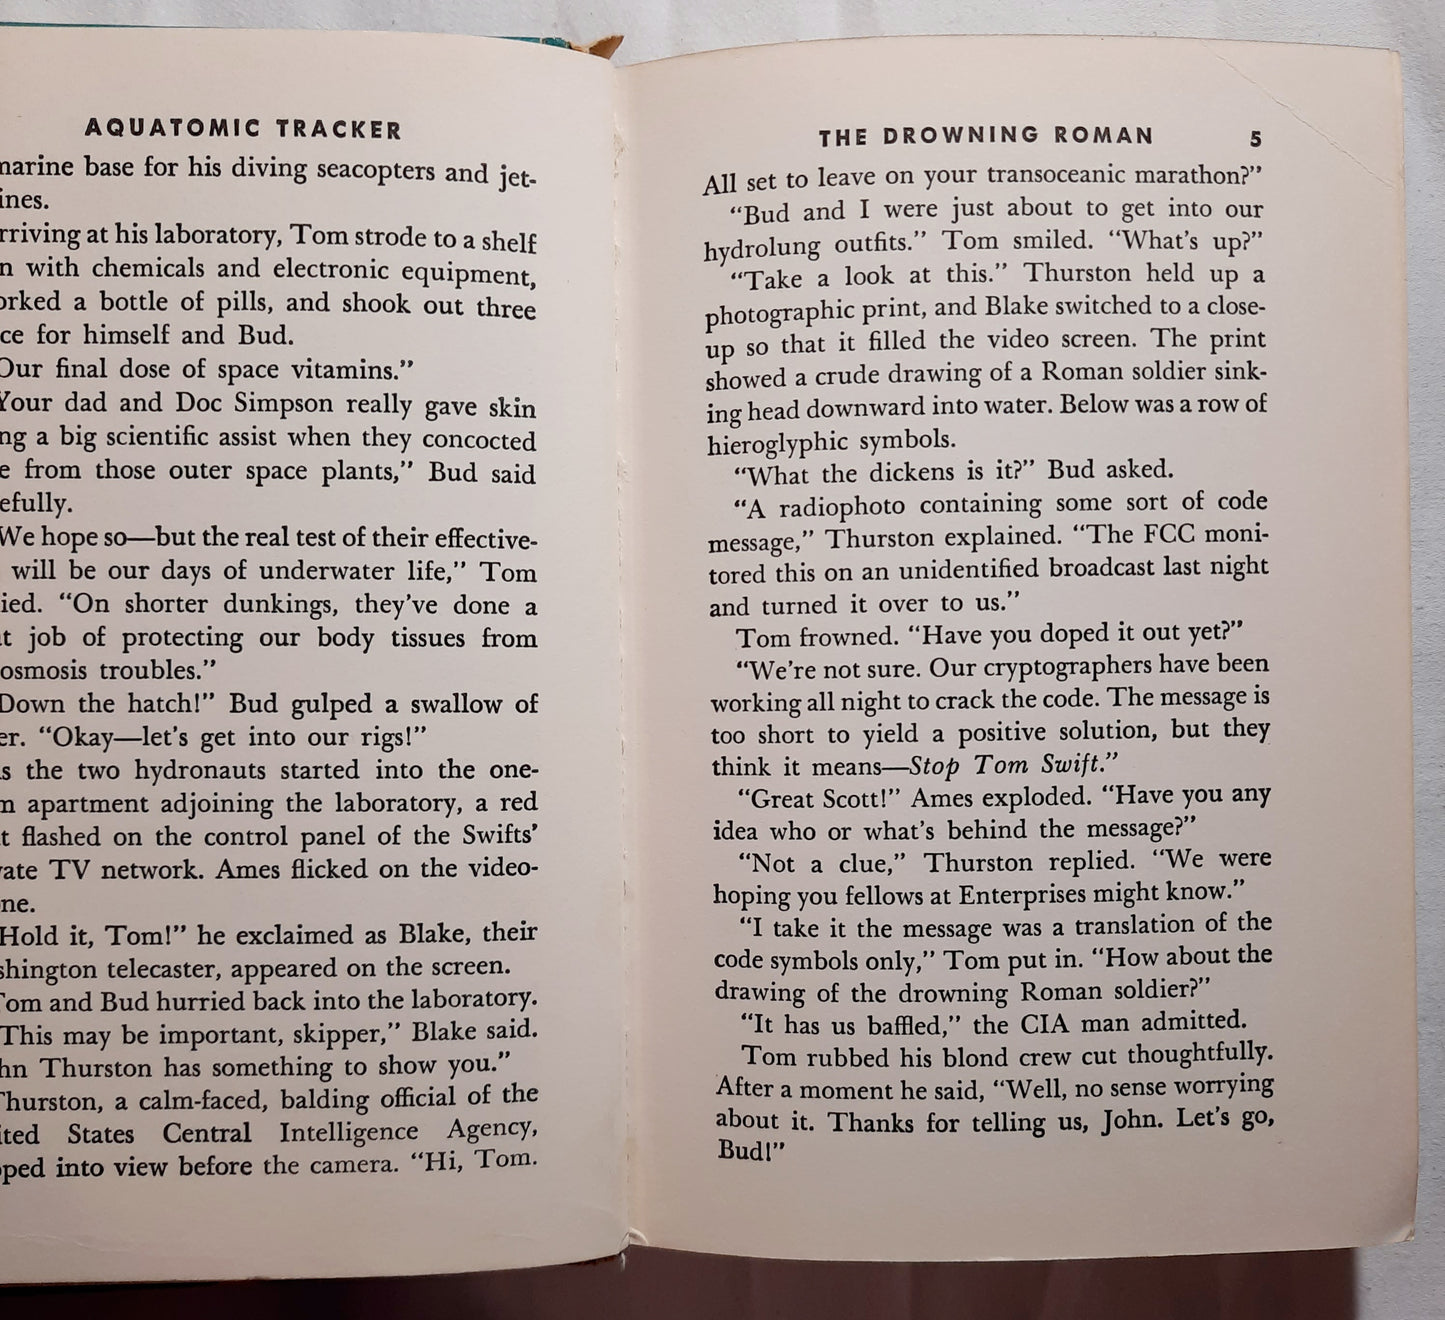 AQUATOMIC TRACKER
marine base for his diving seacopters and jet-
ines.
rriving at his laboratory, Tom strode to a shelf
n with chemicals and electronic equipment,
orked a bottle of pills, and shook out three
ce for himself and Bud.
Our final dose of space vitamins.”
Your dad and Doc Simpson really gave skin
ng a big scientific assist when they concocted
e from those outer space plants,” Bud said
efully.
We hope so—but the real test of their effective-
will be our days of underwater life,” Tom
ied. “On shorter dunkings, they've done a
t job of protecting our body tissues from
osmosis troubles.”
Down the hatch!” Bud gulped a swallow of
er. “Okay—let's get into our rigs!”
s the two hydronauts started into the one-
m apartment adjoining the laboratory, a red
t flashed on the control panel of the Swifts’
ate TV network. Ames flicked on the video-
ne.
Hold it, Tom!” he exclaimed as Blake, their
shington telecaster, appeared on the screen.
Tom and Bud hurried back into the laboratory.
This may be important, skipper,” Blake said.
hn Thurston has something to show you.”
Thurston, a calm-faced, balding official of the
ited States Central Intelligence Agency,
pped into view before the camera. “Hi, Tom.
THE DROWNING ROMAN 5
All set to leave on your transoceanic marathon?”
“Bud and I were just about to get into our
hydrolung outfits.” Tom smiled. “What's up?”
“Take a look at this.” Thurston held up a
photographic print, and Blake switched to a close-
up so that it filled the video screen. The print
showed a crude drawing of a Roman soldier sink-
ing head downward into water. Below was a row of
hieroglyphic symbols.
“What the dickens is it?” Bud asked.
“A radiophoto containing some sort of code
message,” Thurston explained. “The FCC moni-
tored this on an unidentified broadcast last night
and turned it over to us.”
Tom frowned. “Have you doped it out yet?”
“We're not sure. Our cryptographers have been
working all night to crack the code. The message is
too short to yield a positive solution, but they
think it means—Stop Tom Swift.”
“Great Scott!” Ames exploded. “Have you any
idea who or what's behind the message?”
“Not a clue,” Thurston replied. “We were
hoping you fellows at Enterprises might know.”
“I take it the message was a translation of the
code symbols only,” Tom put in. “How about the
drawing of the drowning Roman soldier?”
“It has us baffled,” the CIA man admitted.
Tom rubbed his blond crew cut thoughtfully.
After a moment he said, “Well, no sense worrying
about it. Thanks for telling us, John. Let's go,
Bud!”